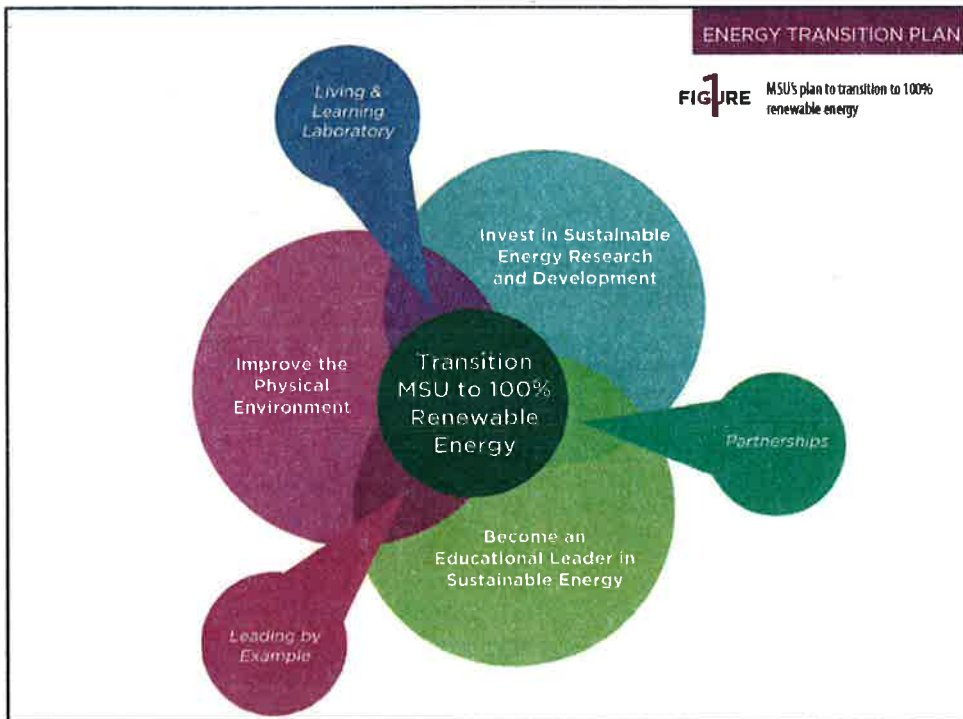 ENERGY TRANSITION PLAN
FIGURE 1
MSU's plan to transition to 100%
renewable energy
Living &
Learning
Laboratory
Invest in Sustainable
Energy Research
and Development
Improve the
Physical
Environment
Transition
MSU to 100%
Renewable
Energy
Partnerships
Become an
Educational Leader in
Sustainable Energy
Leading by
Example